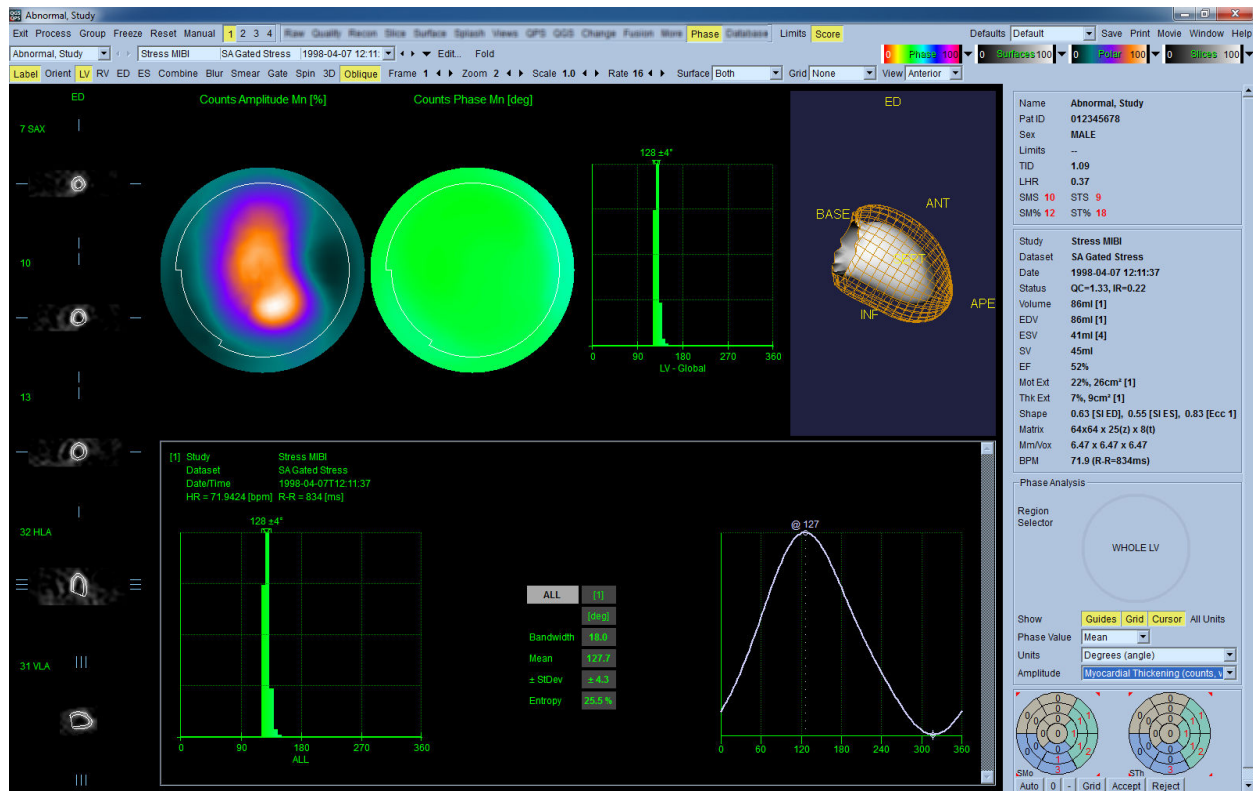 Abnormal, Study
Exit Process Group Freeze Reset Manual 1 2 3 4 Raw Quality Recon Slice Surface Splash Views QPS QGS Change Fusion More Phase Database Limits Score Defaults Default Save Print Movie Window Help
Abnormal, Study Stress MIBI SA Gated Stress 1998-04-07 12:11: Edit... Fold 0 Phase 100 0 Surfaces 100 0 Polar 100 0 Slices 100
Label Orient LV RV ED ES Combine Blur Smear Gate Spin 3D Oblique Frame 1 Zoom 2 Scale 1.0 Rate 16 Surface Both Grid None View Anterior
ED
7 SAX
10
13
32 HLA
31 VLA
Counts Amplitude Mn [%]
Counts Phase Mn [deg]
128 ±4°
0 90 180 270 360
LV - Global
ED
BASE
ANT
SEPT
APE
INF
[1] Study Stress MIBI
Dataset SA Gated Stress
Date/Time 1998-04-07T12:11:37
HR = 71.9424 [bpm] R-R = 834 [ms]
128 ±4°
0 90 180 270 360
ALL
ALL [1]
[deg]
Bandwidth 18.0
Mean 127.7
± StDev ± 4.3
Entropy 25.5 %
@ 127
0 60 120 180 240 300 360
Name Abnormal, Study
Pat ID 012345678
Sex MALE
Limits --
TID 1.09
LHR 0.37
SMS 10 STS 9
SM% 12 ST% 18
Study Stress MIBI
Dataset SA Gated Stress
Date 1998-04-07 12:11:37
Status QC=1.33, IR=0.22
Volume 86ml [1]
EDV 86ml [1]
ESV 41ml [4]
SV 45ml
EF 52%
Mot Ext 22%, 26cm² [1]
Thk Ext 7%, 9cm² [1]
Shape 0.63 [SI ED], 0.55 [SI ES], 0.83 [Ecc 1]
Matrix 64x64 x 25(z) x 8(t)
Mm/Vox 6.47 x 6.47 x 6.47
BPM 71.9 (R-R=834ms)
Phase Analysis
Region
Selector
WHOLE LV
Show Guides Grid Cursor All Units
Phase Value Mean
Units Degrees (angle)
Amplitude Myocardial Thickening (counts, v
SMo
STh
Auto 0 - Grid Accept Reject